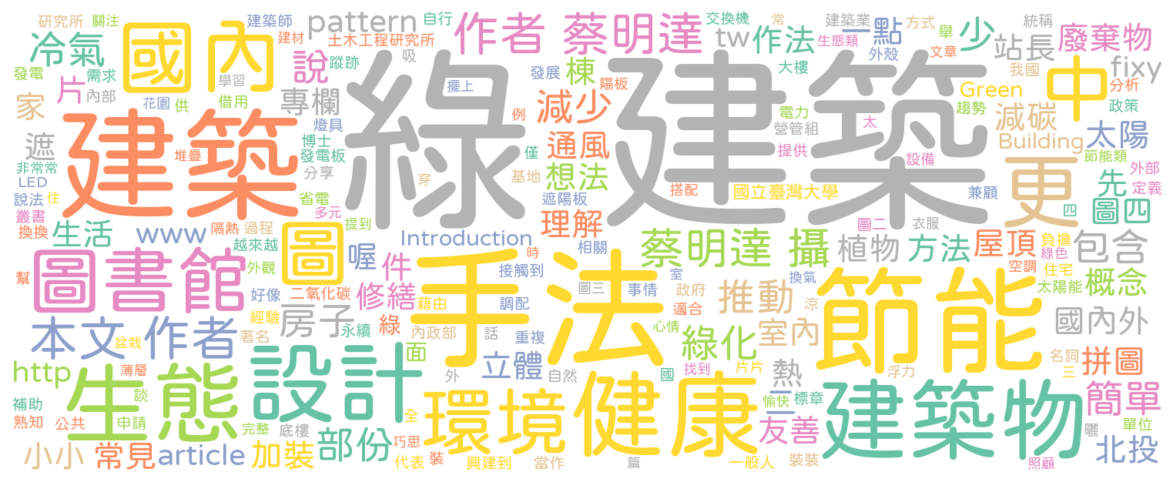 研究所 關注 建築師 pattern 自行 作者 蔡明達 交換機 常 建築業 方式 舉 統稱
冷氣 國內 建材 土木工程研究所 說 tw 作法 生態類 一點 少 文章 站長 廢棄物
發電 需求 蹤跡 吸 發展 陽板 大樓 外殼 我國 fixy
片 內部 學習 擺上 棟 綠建築 Green 中 分析
家 花園 供 借用 專欄 例 減少 電力 趨勢 減碳 政策
遮 建築 燈具 博士 通風 營管組 太 Building 太陽
非常常 堆疊 發電板 僅 提供 設備 節能類
LED 分享 基地 想法 國立臺灣大學 更 先 外部
說法 住 省電 穿 遮陽板 搭配 兼顧 定義
叢書 多元 提到 圖二 衣服 四 圖四
換換 隔熱 過程 www 理解 蔡明達 攝 植物 方法 屋頂 負擔 包含
生活 越來越 圖 喔 Introduction 時 相關 換氣 綠色
圖書館 外觀 件 接觸到 室 空調 住宅 概念
幫 好像 二氧化碳 修繕 手法 圖三 事情 政府 推動 涼 節能 太陽能
經驗 房子 永續 綠 藉由 調配 適合 室內 國內外
本文 作者 著名 內政部 話 重複 心情 綠化 名詞
盆栽 面 外 自然 國 找到 熱 浮力 三 拼圖
http 薄層 設計 立體 片片
生態 談 環境 健康 愉快 二 標章 建築物 簡單
補助 申請 全 友善 單位
熟知 公共 完整 底樓 部份 巧思 曬
小小 常見 article 加裝 代表 裝 興建到 當作 篇 一般人 裝裝 照顧 北投